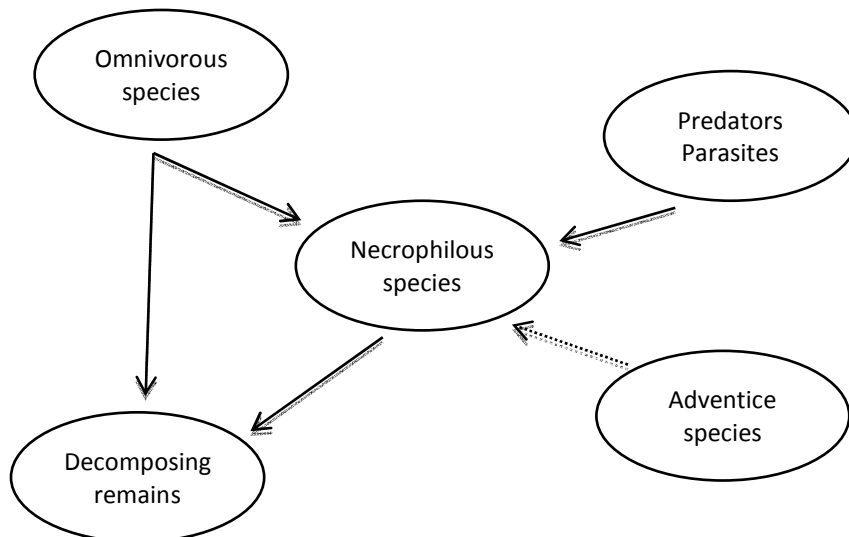 Omnivorous
species
Predators
Parasites
Necrophilous
species
Adventice
species
Decomposing
remains